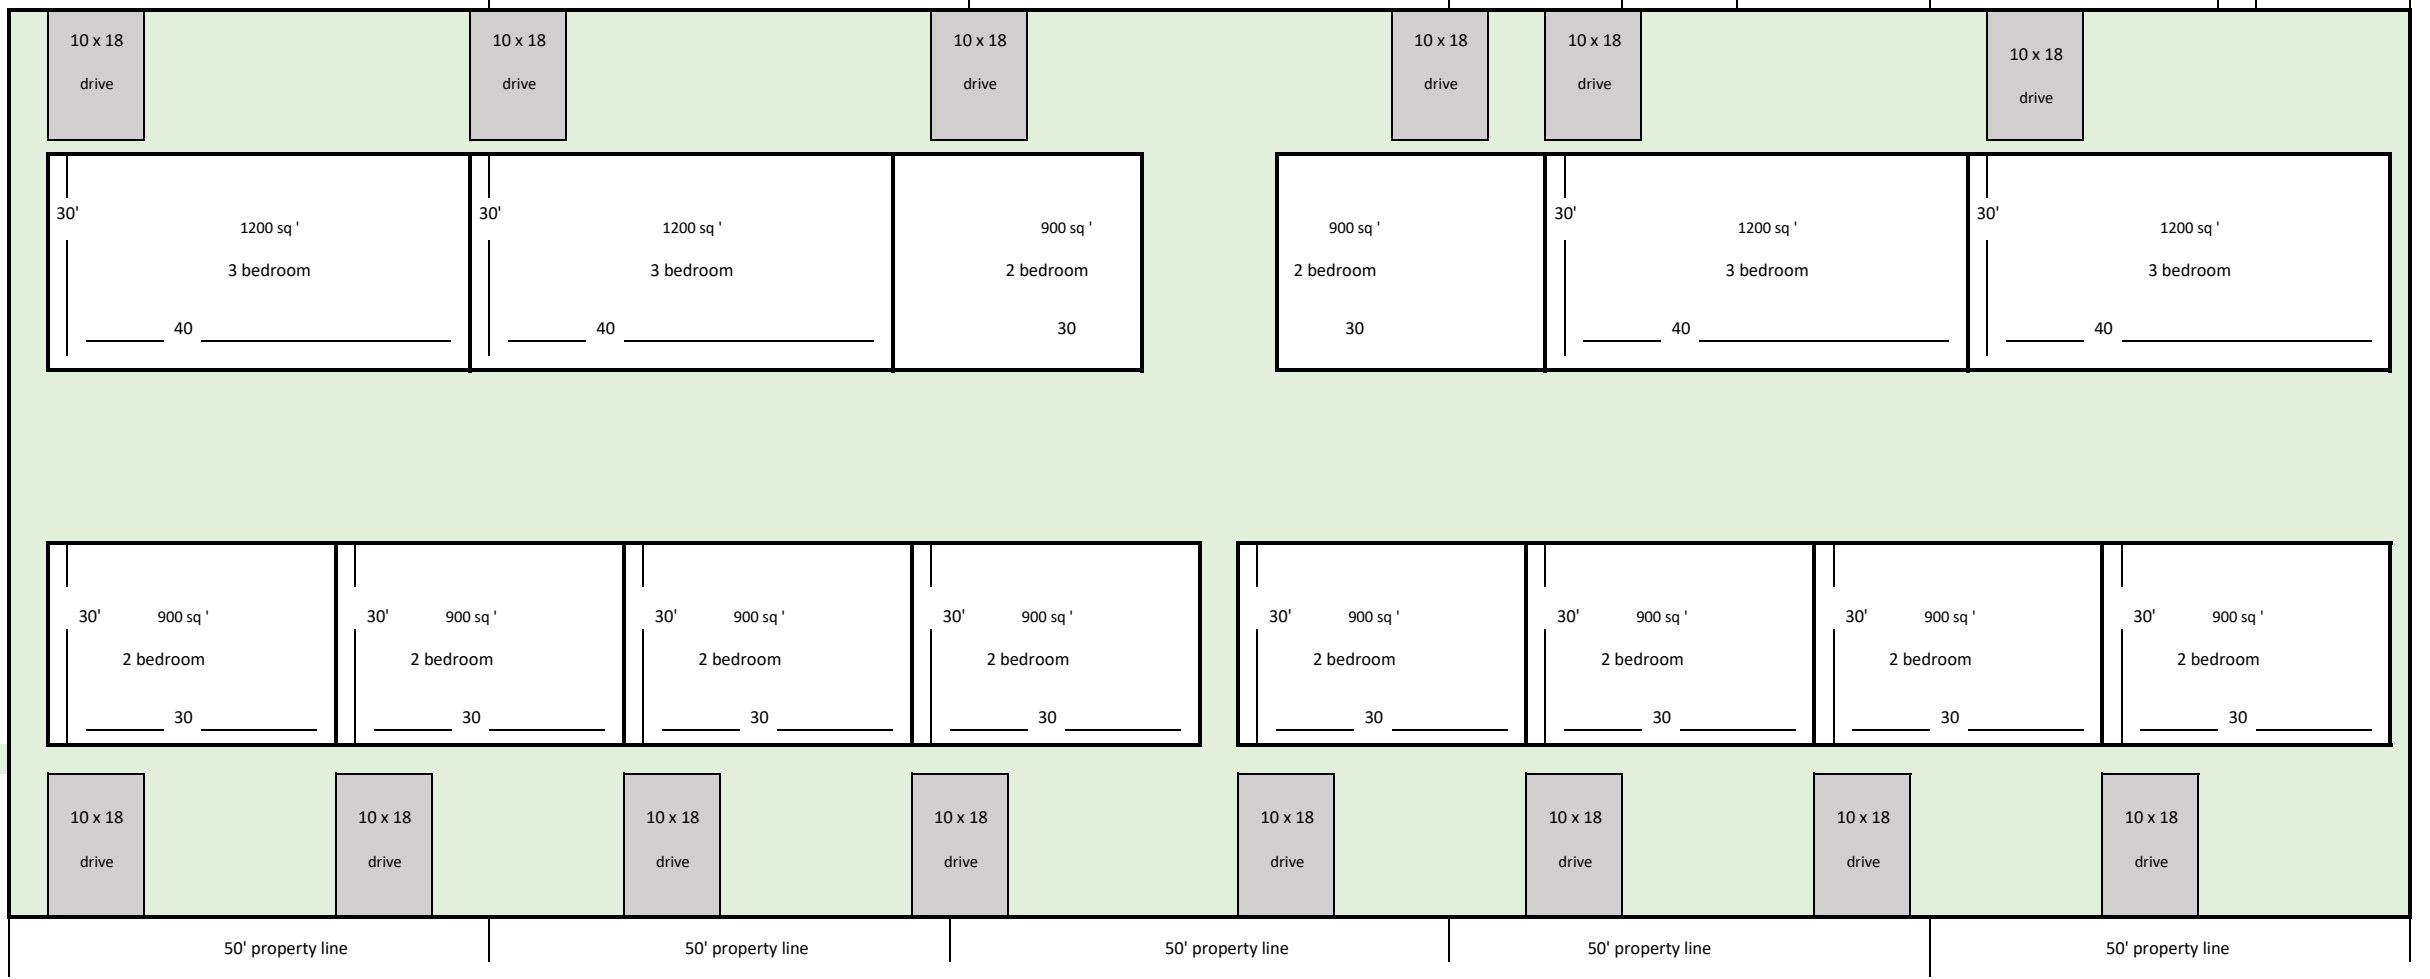 10 x 18 10 x 18 10 x 18 10 x 18 10 x 18 10 x 18
drive drive drive drive drive drive
30' 30' 30' 30'
1200 sq ' 1200 sq ' 900 sq ' 900 sq ' 1200 sq ' 1200 sq '
3 bedroom 3 bedroom 2 bedroom 2 bedroom 3 bedroom 3 bedroom
40 40 30 30 40 40
30' 900 sq ' 30' 900 sq ' 30' 900 sq ' 30' 900 sq ' 30' 900 sq ' 30' 900 sq ' 30' 900 sq ' 30' 900 sq '
2 bedroom 2 bedroom 2 bedroom 2 bedroom 2 bedroom 2 bedroom 2 bedroom 2 bedroom
30 30 30 30 30 30 30 30
10 x 18 10 x 18 10 x 18 10 x 18 10 x 18 10 x 18 10 x 18 10 x 18
drive drive drive drive drive drive drive drive
50' property line 50' property line 50' property line 50' property line 50' property line